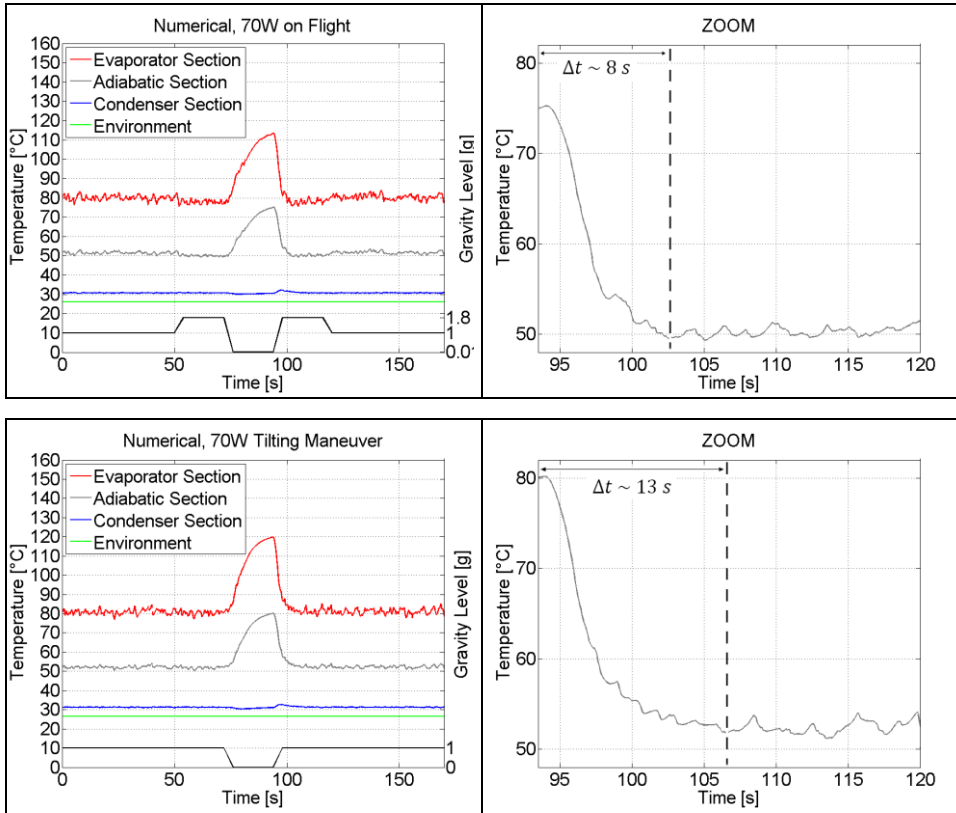 Numerical, 70W on Flight
160
150
140
130
120
110
100
90
80
70
60
50
40
30
20
10
0
Temperature [°C]
Evaporator Section
Adiabatic Section
Condenser Section
Environment
Gravity Level [g]
1.8
1
0.01
0 50 100 150
Time [s]
ZOOM
Δt ~ 8 s
80
70
60
50
Temperature [°C]
95 100 105 110 115 120
Time [s]
Numerical, 70W Tilting Maneuver
160
150
140
130
120
110
100
90
80
70
60
50
40
30
20
10
0
Temperature [°C]
Evaporator Section
Adiabatic Section
Condenser Section
Environment
Gravity Level [g]
1
0
0 50 100 150
Time [s]
ZOOM
Δt ~ 13 s
80
70
60
50
Temperature [°C]
95 100 105 110 115 120
Time [s]